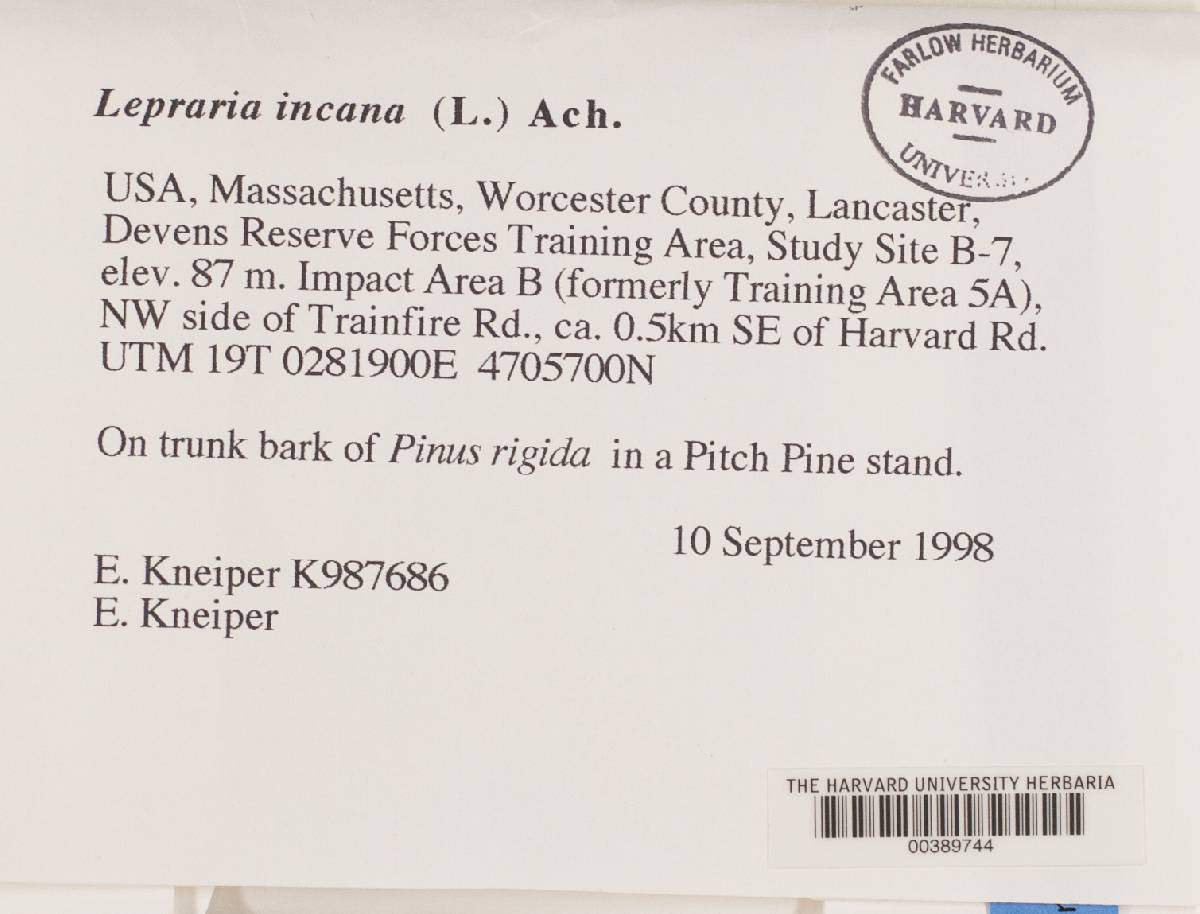 FARLOW HERBARIUM
HARVARD
Lepraria incana (L.) Ach.
USA, Massachusetts, Worcester County, Lancaster,
Devens Reserve Forces Training Area, Study Site B-7,
elev. 87 m. Impact Area B (formerly Training Area 5A),
NW side of Trainfire Rd., ca. 0.5km SE of Harvard Rd.
UTM 19T 0281900E 4705700N
On trunk bark of Pinus rigida in a Pitch Pine stand.
10 September 1998
E. Kneiper K987686
E. Kneiper
THE HARVARD UNIVERSITY HERBARIA
00389744